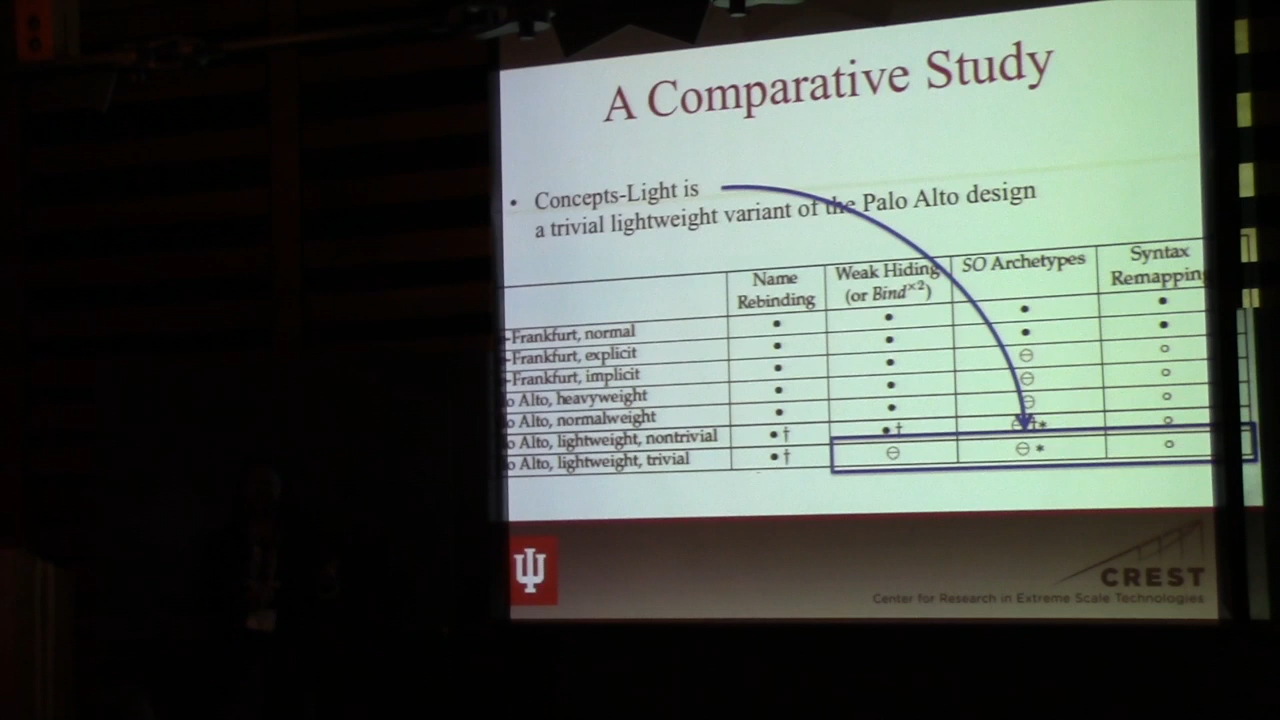 A Comparative Study
• Concepts-Light is
a trivial lightweight variant of the Palo Alto design
Name Rebinding
Weak Hiding (or Bind×2)
SO Archetypes
Syntax Remapping
-Frankfurt, normal • • • •
-Frankfurt, explicit • • • •
-Frankfurt, implicit • • ⊖ ○
o Alto, heavyweight • • ⊖ ○
o Alto, normalweight • • ⊖ ○
o Alto, lightweight, nontrivial •† •† ○
o Alto, lightweight, trivial •† ⊖ ⊖* ○
CREST
Center for Research in Extreme Scale Technologies